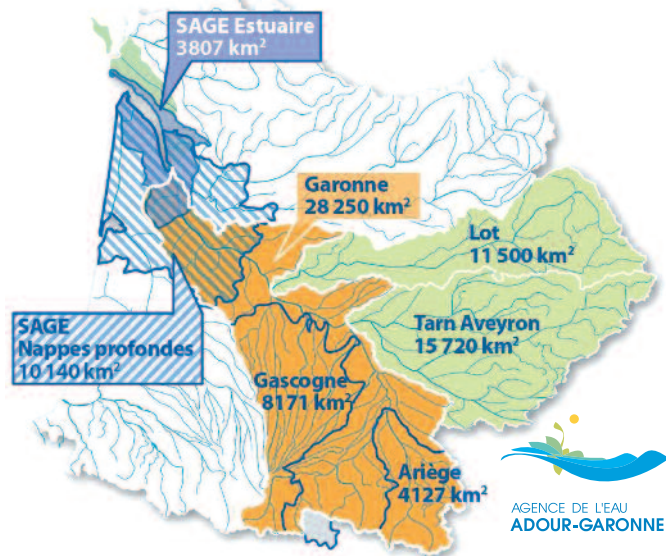 SAGE Estuaire
3807 km²
Garonne
28 250 km²
Lot
11 500 km²
SAGE
Nappes profondes
10 140 km²
Tarn Aveyron
15 720 km²
Gascogne
8171 km²
Ariège
4127 km²
AGENCE DE L'EAU
ADOUR-GARONNE